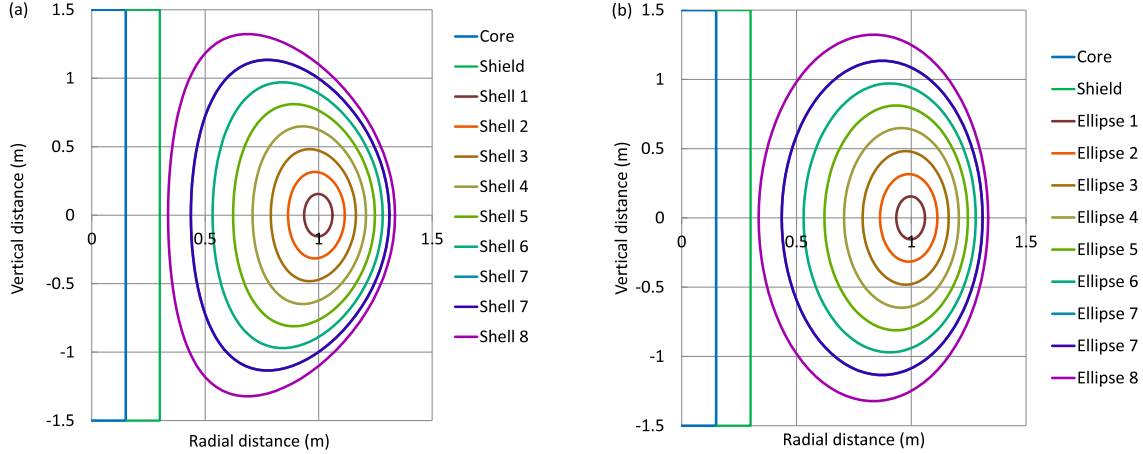 (a)
1.5
1
0.5
0
-0.5
-1
-1.5
0
0.5
1
1.5
Vertical distance (m)
Radial distance (m)
Core
Shield
Shell 1
Shell 2
Shell 3
Shell 4
Shell 5
Shell 6
Shell 7
Shell 7
Shell 8
(b)
1.5
1
0.5
0
-0.5
-1
-1.5
0
0.5
1
1.5
Vertical distance (m)
Radial distance (m)
Core
Shield
Ellipse 1
Ellipse 2
Ellipse 3
Ellipse 4
Ellipse 5
Ellipse 6
Ellipse 7
Ellipse 7
Ellipse 8